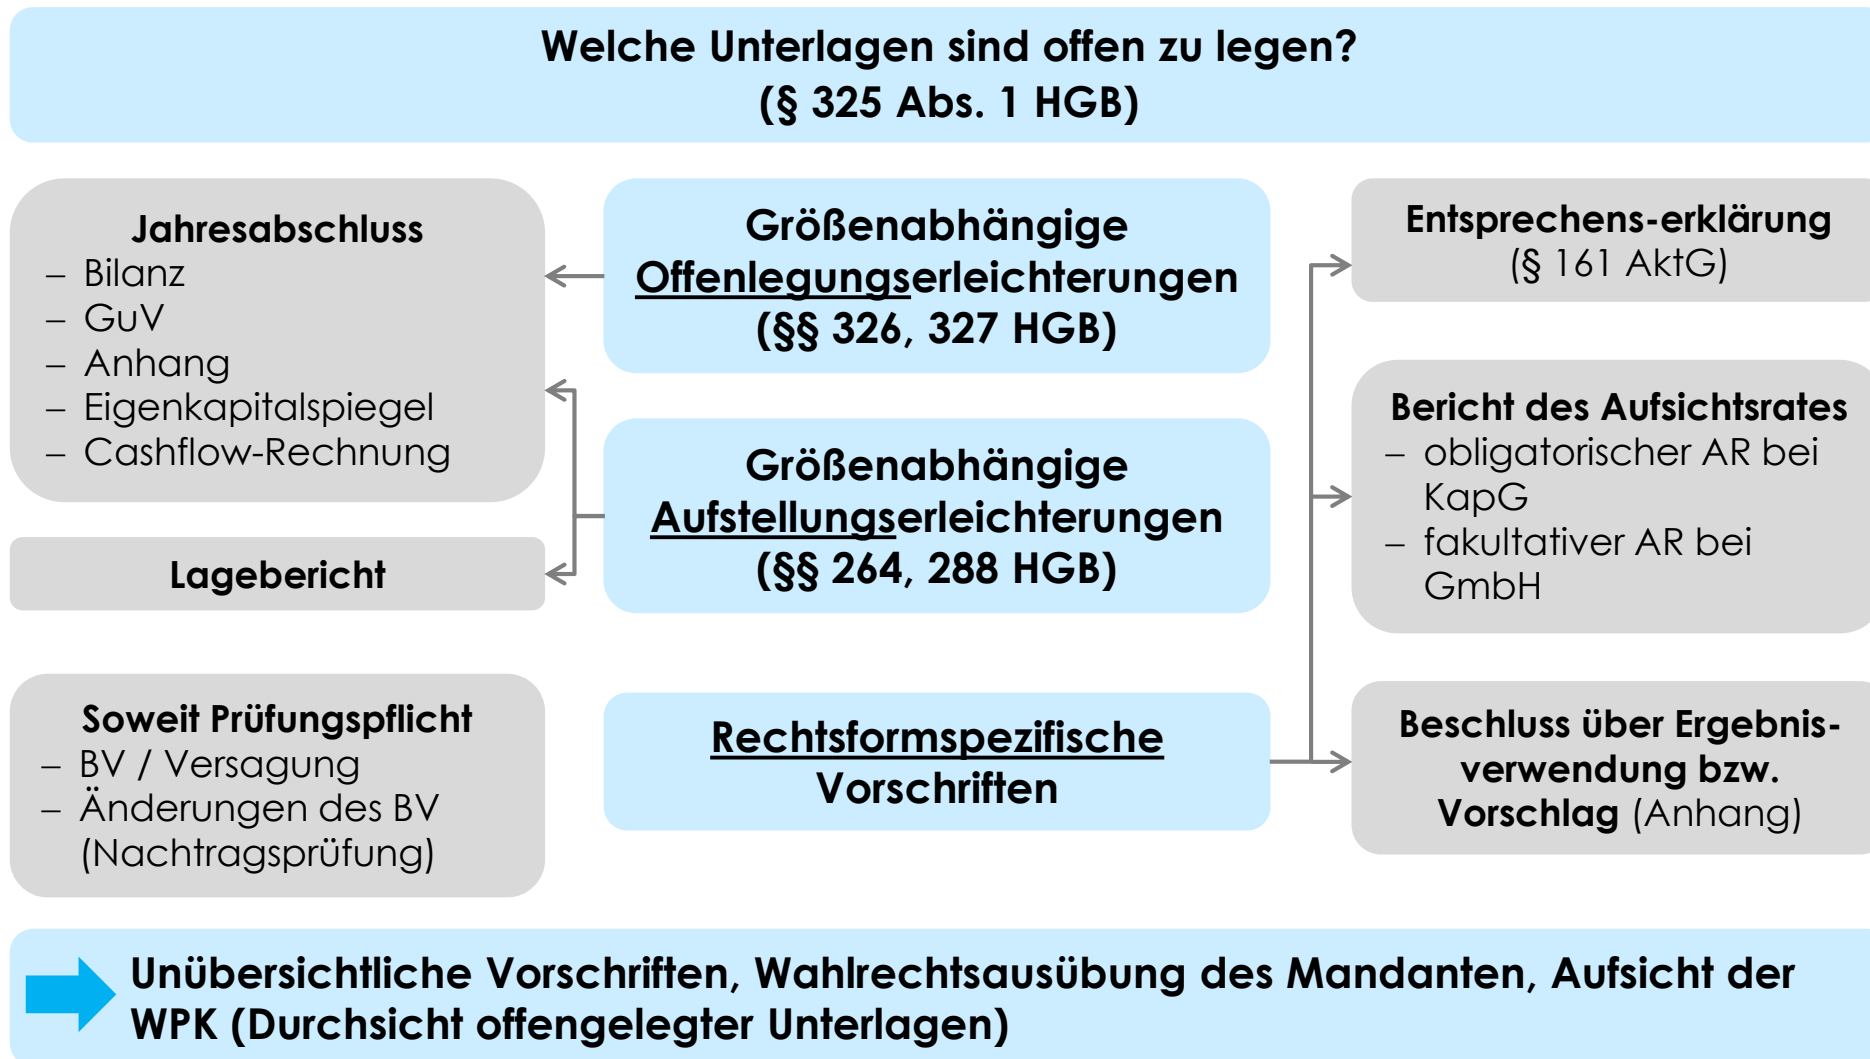 Welche Unterlagen sind offen zu legen?
(§ 325 Abs. 1 HGB)
Jahresabschluss
– Bilanz
– GuV
– Anhang
– Eigenkapitalspiegel
– Cashflow-Rechnung
Lagebericht
Soweit Prüfungspflicht
– BV / Versagung
– Änderungen des BV
(Nachtragsprüfung)
Größenabhängige
Offenlegungserleichterungen
(§§ 326, 327 HGB)
Größenabhängige
Aufstellungserleichterungen
(§§ 264, 288 HGB)
Rechtsformspezifische
Vorschriften
Entsprechens-erklärung
(§ 161 AktG)
Bericht des Aufsichtsrates
– obligatorischer AR bei
KapG
– fakultativer AR bei
GmbH
Beschluss über Ergebnis-
verwendung bzw.
Vorschlag (Anhang)
Unübersichtliche Vorschriften, Wahlrechtsausübung des Mandanten, Aufsicht der
WPK (Durchsicht offengelegter Unterlagen)